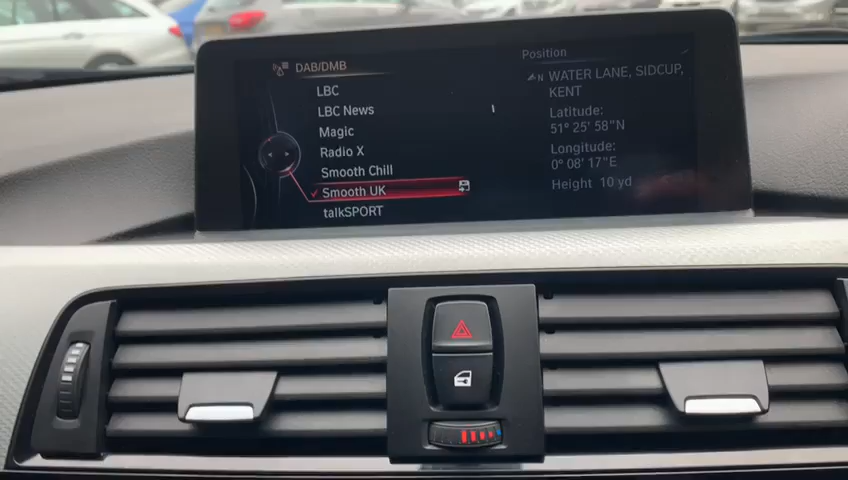 DAB/DMB
LBC
LBC News
Magic
Radio X
Smooth Chill
Smooth UK
talkSPORT
Position
N WATER LANE, SIDCUP,
KENT
Latitude:
51° 25' 58"N
Longitude:
0° 08' 17"E
Height 10 yd